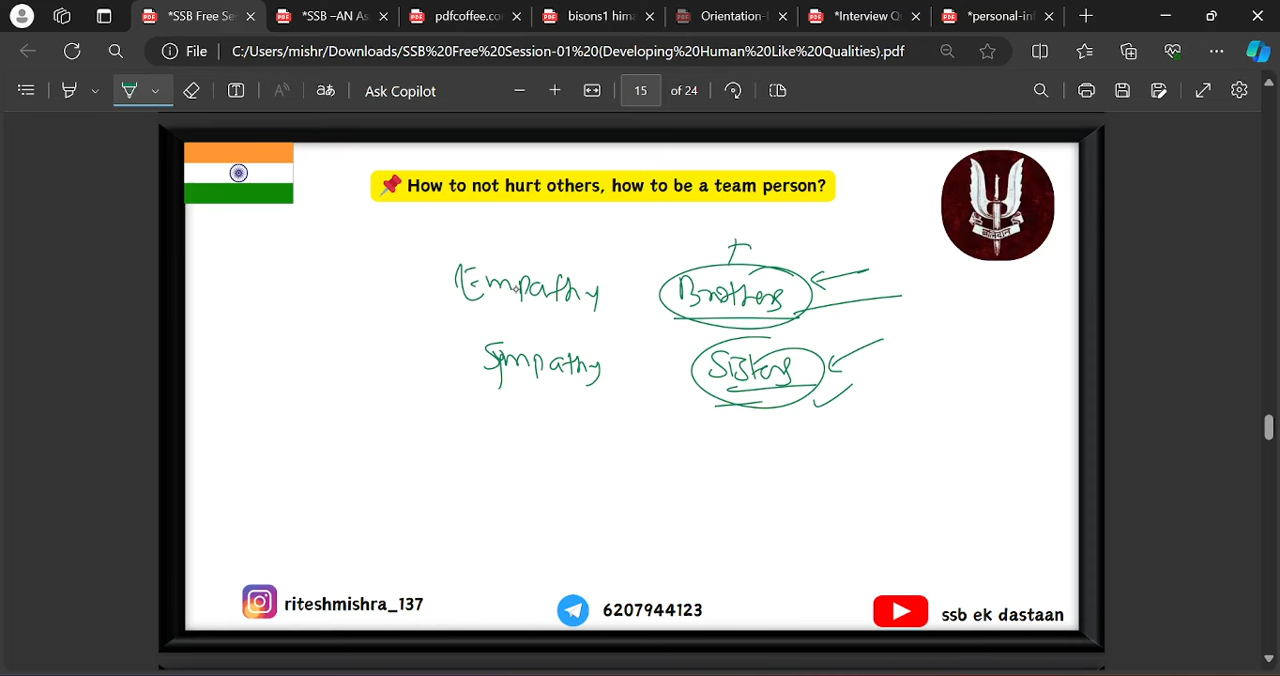 *SSB Free Se
*SSB –AN As
pdfcoffee.co
bisons1 hima
Orientation-
*Interview Q
*personal-in
File
C:/Users/mishr/Downloads/SSB%20Free%20Session-01%20(Developing%20Human%20Like%20Qualities).pdf
aあ
Ask Copilot
15
of 24
How to not hurt others, how to be a team person?
Empathy
Brothers
Sympathy
Sisters
riteshmishra_137
6207944123
ssb ek dastaan